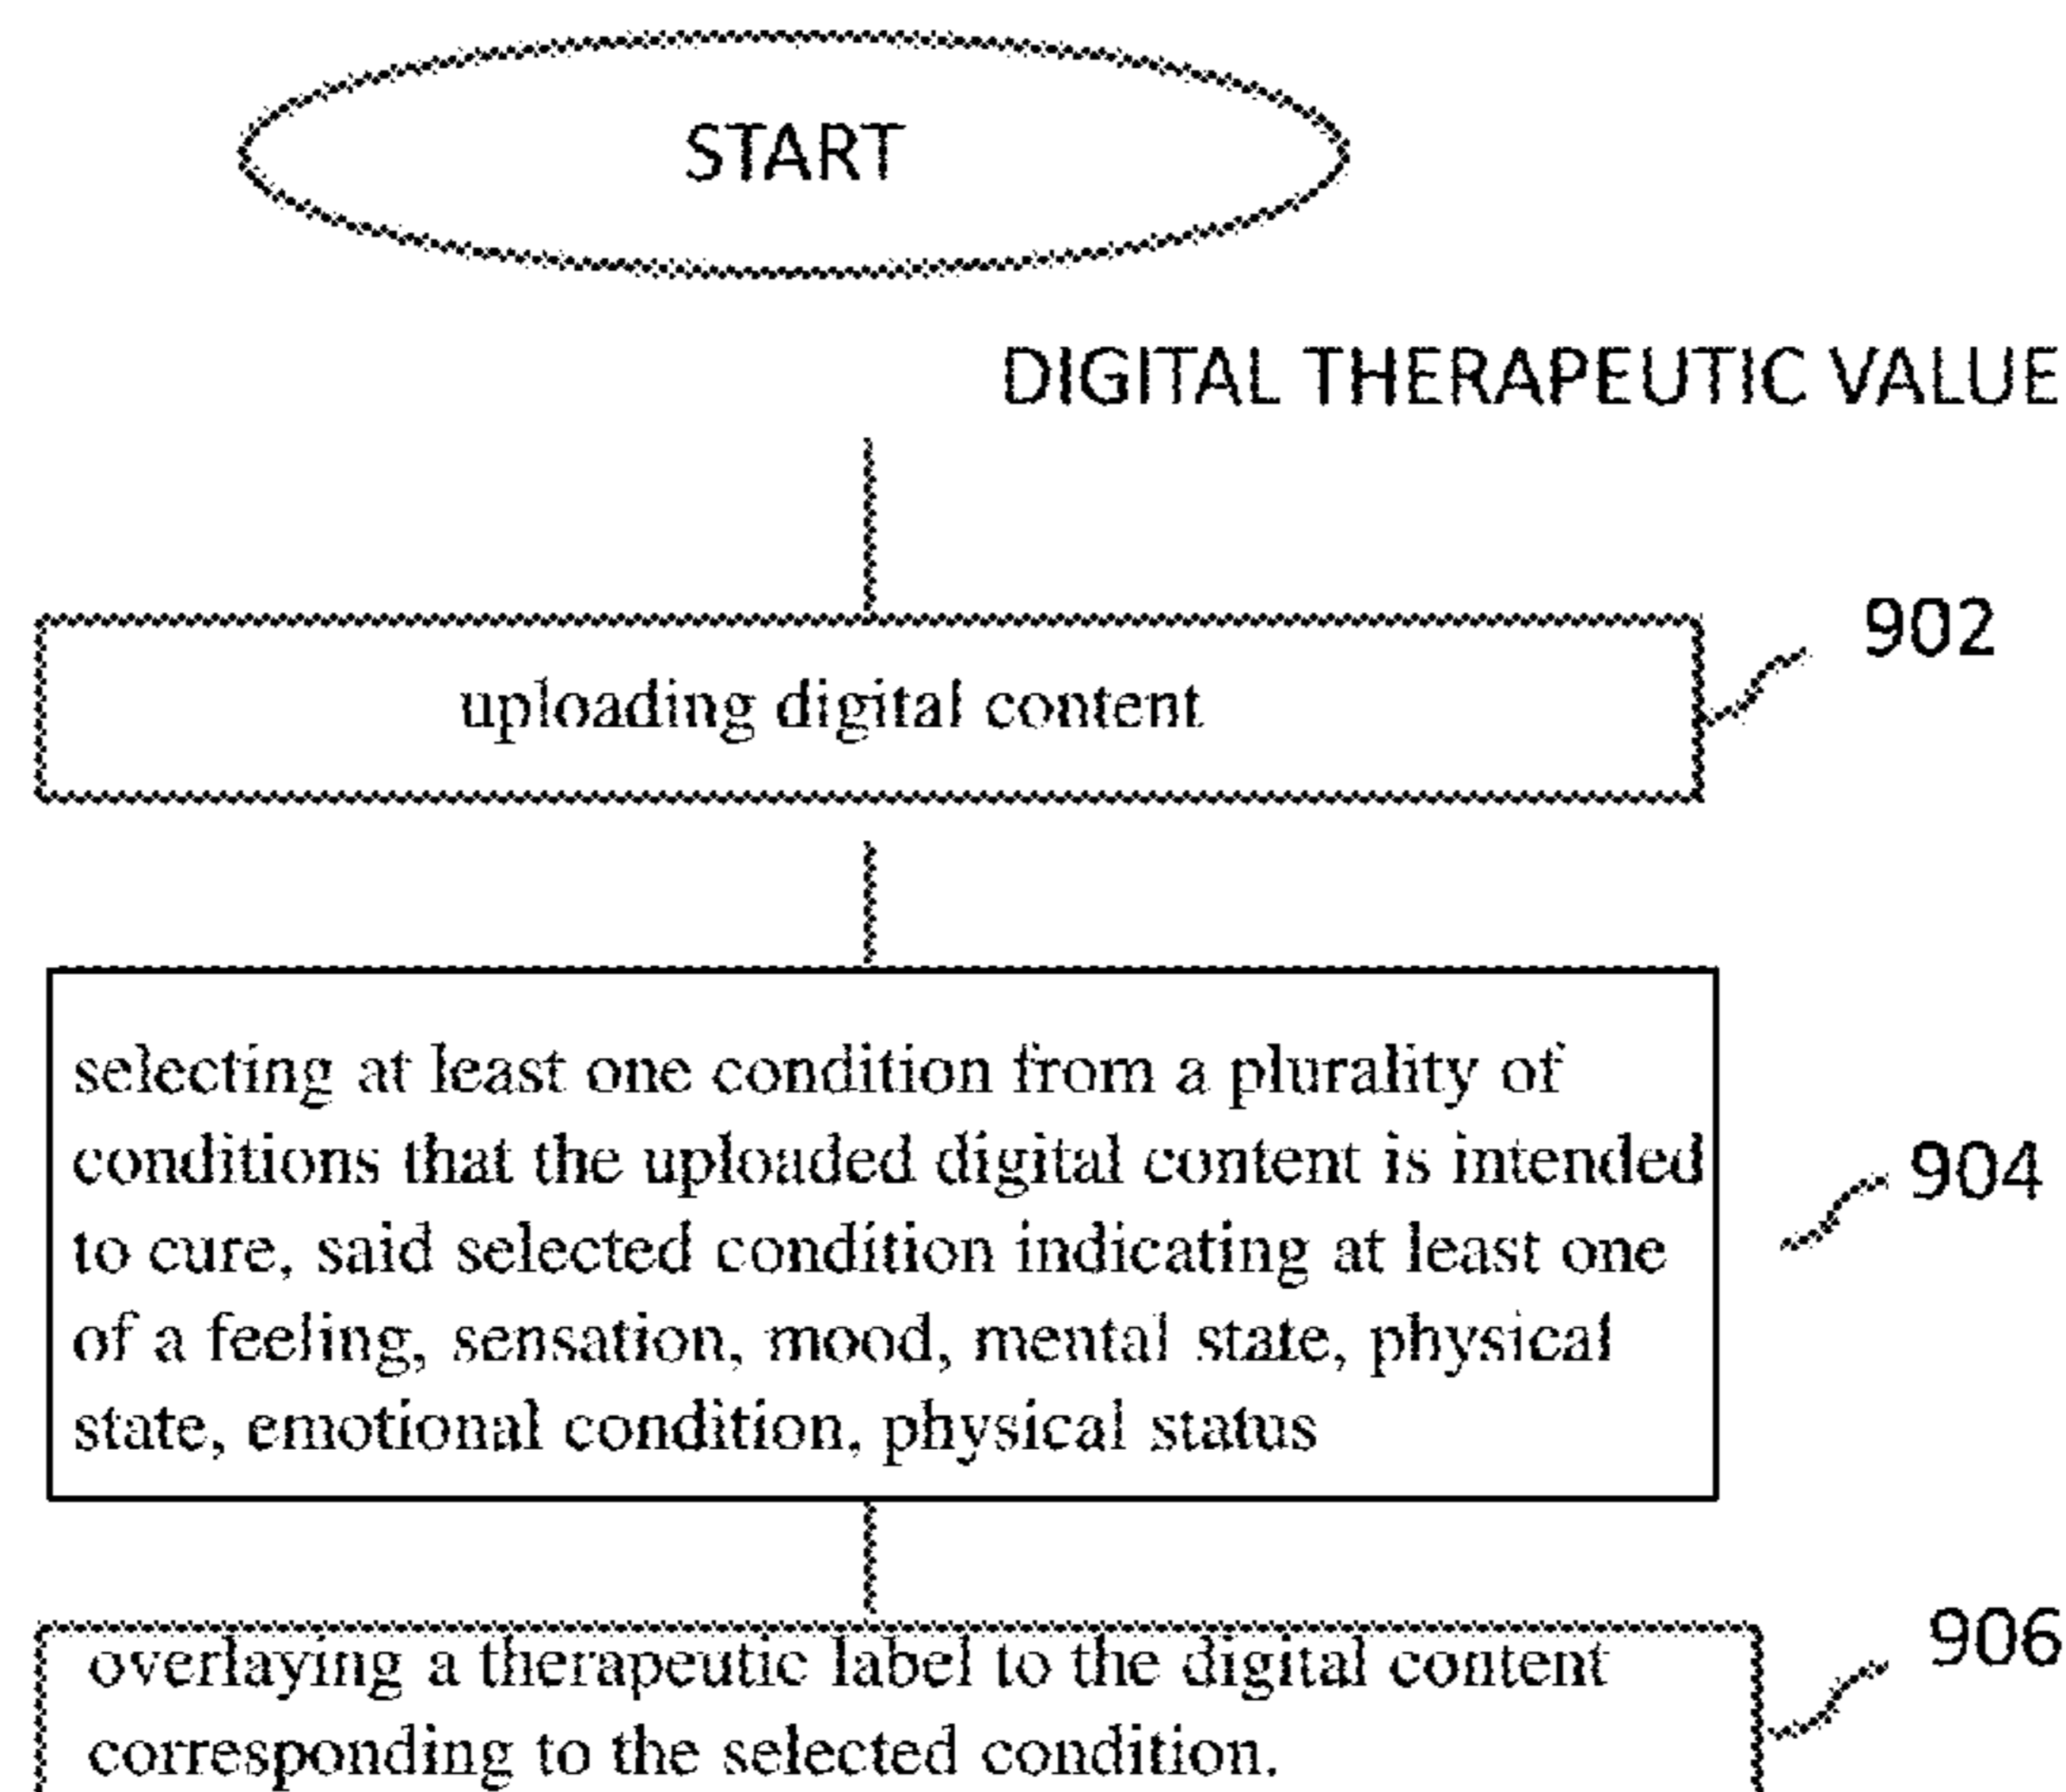 START
DIGITAL THERAPEUTIC VALUE
902
uploading digital content
selecting at least one condition from a plurality of
conditions that the uploaded digital content is intended
to cure, said selected condition indicating at least one
of a feeling, sensation, mood, mental state, physical
state, emotional condition, physical status
904
906
overlaying a therapeutic label to the digital content
corresponding to the selected condition.